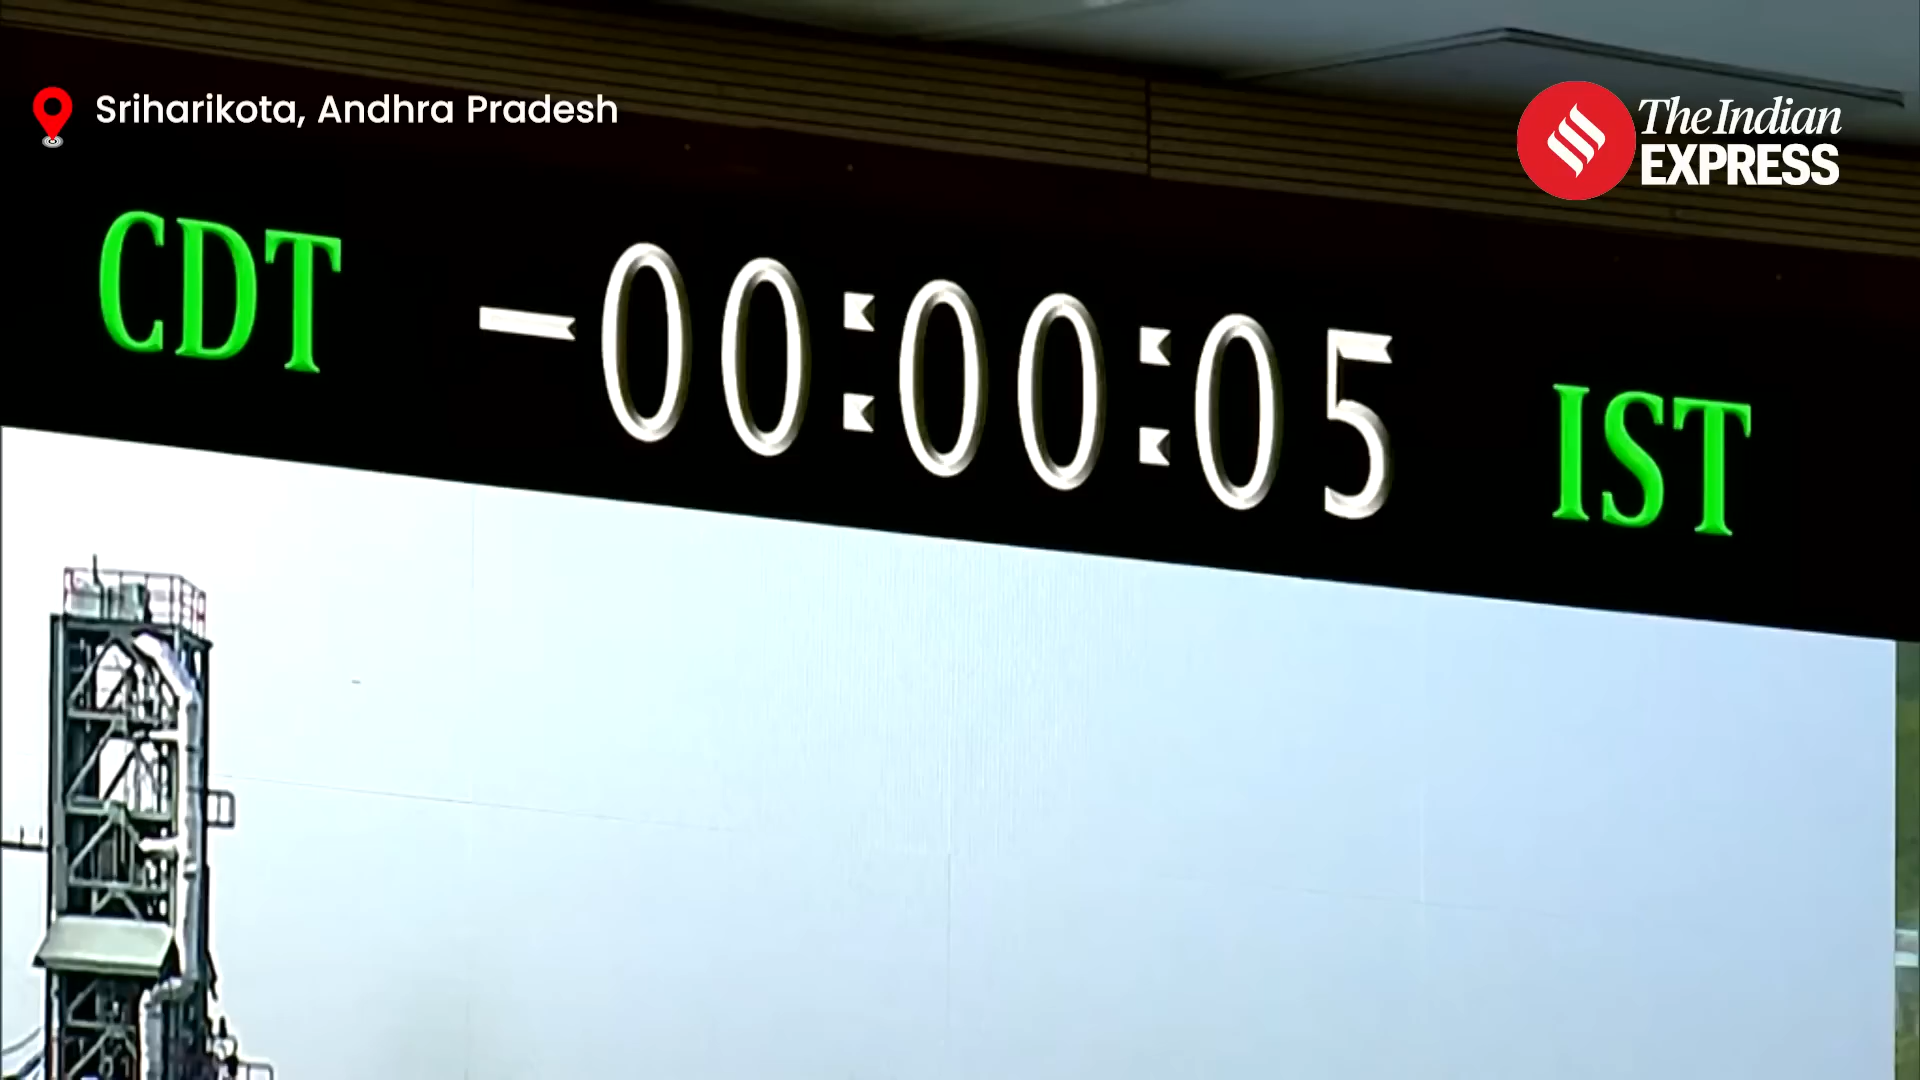 Sriharikota, Andhra Pradesh
The Indian
EXPRESS
CDT -00:00:05 IST